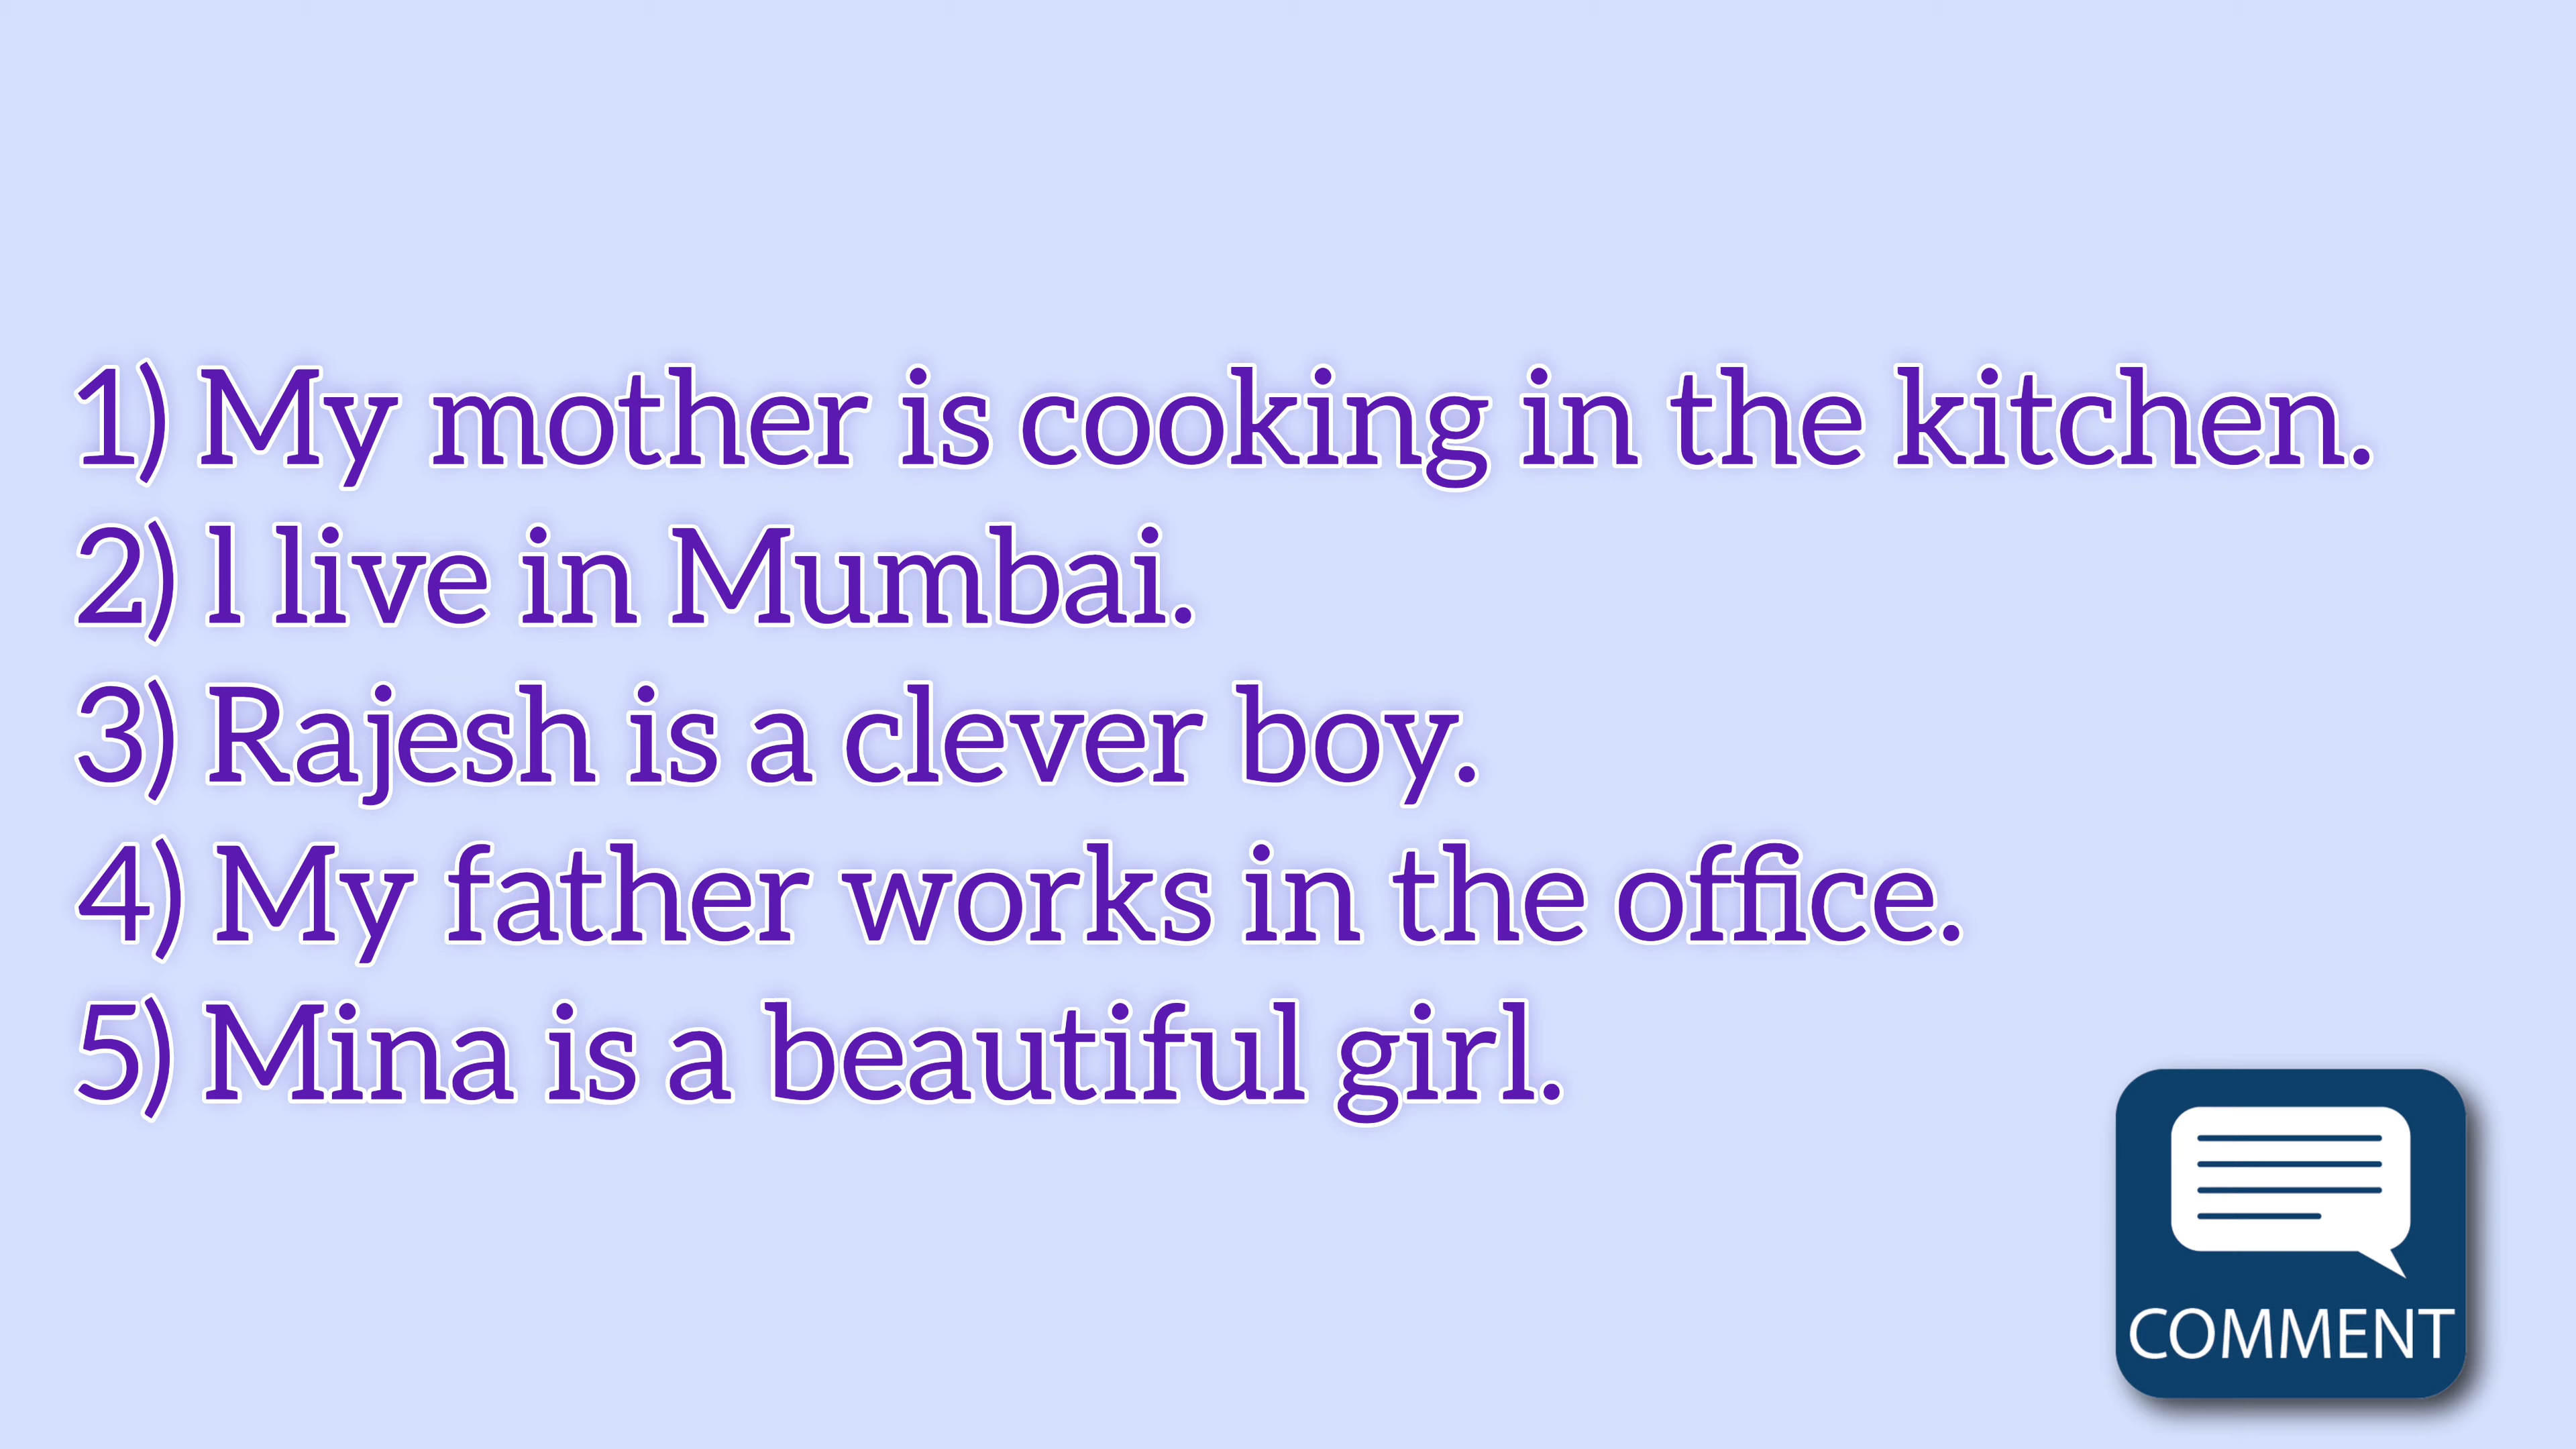 1) My mother is cooking in the kitchen.
2) l live in Mumbai.
3) Rajesh is a clever boy.
4) My father works in the office.
5) Mina is a beautiful girl.
COMMENT